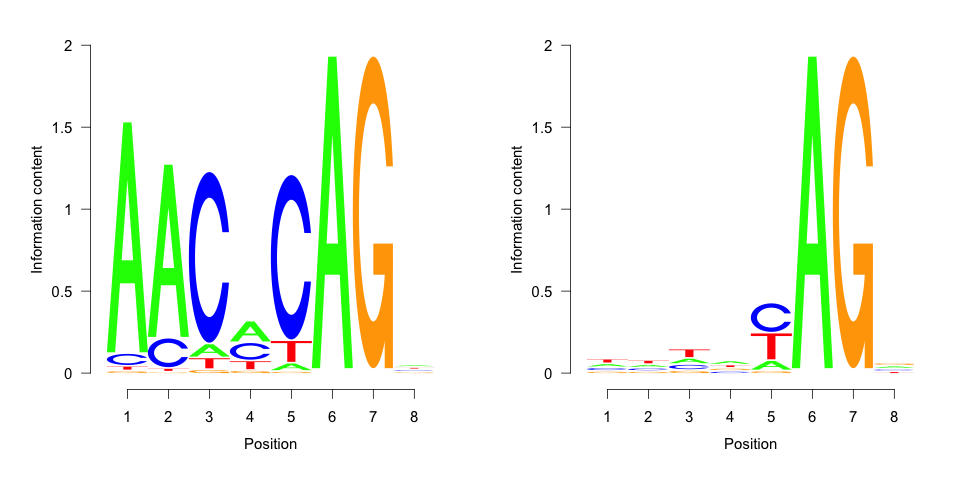 2
1.5
1
0.5
0
Information content
A A C A C A G
C C A C T
T T T T A
1 2 3 4 5 6 7 8
Position
2
1.5
1
0.5
0
Information content
C A G
T
A
1 2 3 4 5 6 7 8
Position